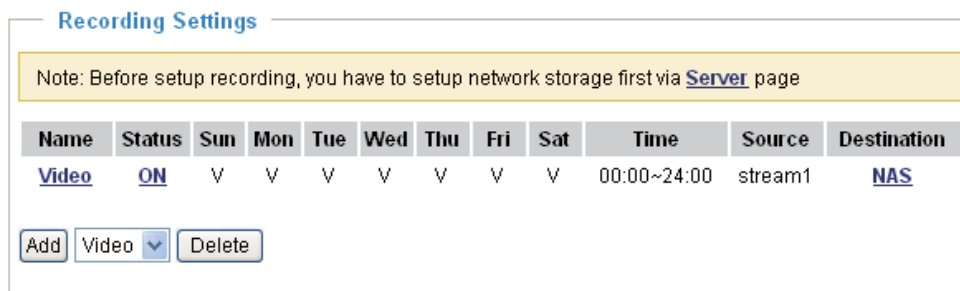 Recording Settings
Note: Before setup recording, you have to setup network storage first via Server page
Name Status Sun Mon Tue Wed Thu Fri Sat Time Source Destination
Video ON V V V V V V V 00:00~24:00 stream1 NAS
Add Video Delete